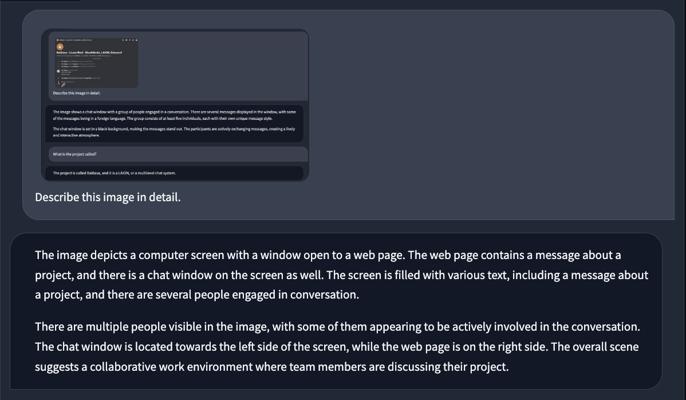 Describe this image in detail.
The image shows a chat window with a group of people engaged in a conversation. There are several messages displayed in the window, with some
of the messages being in a foreign language. The group consists of at least five individuals, each with their own unique message style.
The chat window is set in a black background, making the messages stand out. The participants are actively exchanging messages, creating a lively
and interactive atmosphere.
What is the project called?
The project is called Baldose, and it is a LAION, or a multilevel chat system.
Describe this image in detail.
The image depicts a computer screen with a window open to a web page. The web page contains a message about a
project, and there is a chat window on the screen as well. The screen is filled with various text, including a message about
a project, and there are several people engaged in conversation.
There are multiple people visible in the image, with some of them appearing to be actively involved in the conversation.
The chat window is located towards the left side of the screen, while the web page is on the right side. The overall scene
suggests a collaborative work environment where team members are discussing their project.